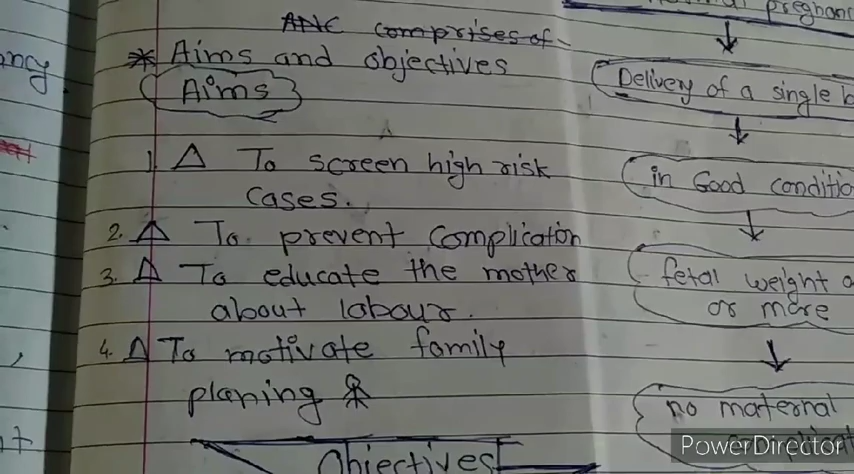 ANC comprises of
* Aims and objectives
Aims
1. To screen high risk
cases.
2. To prevent complication
3. To educate the mother
about labour.
4. To motivate family
planing
Objectives
pregnanc
Delivery of a single b
in Good conditio
fetal weight
or more
no maternal
PowerDirector